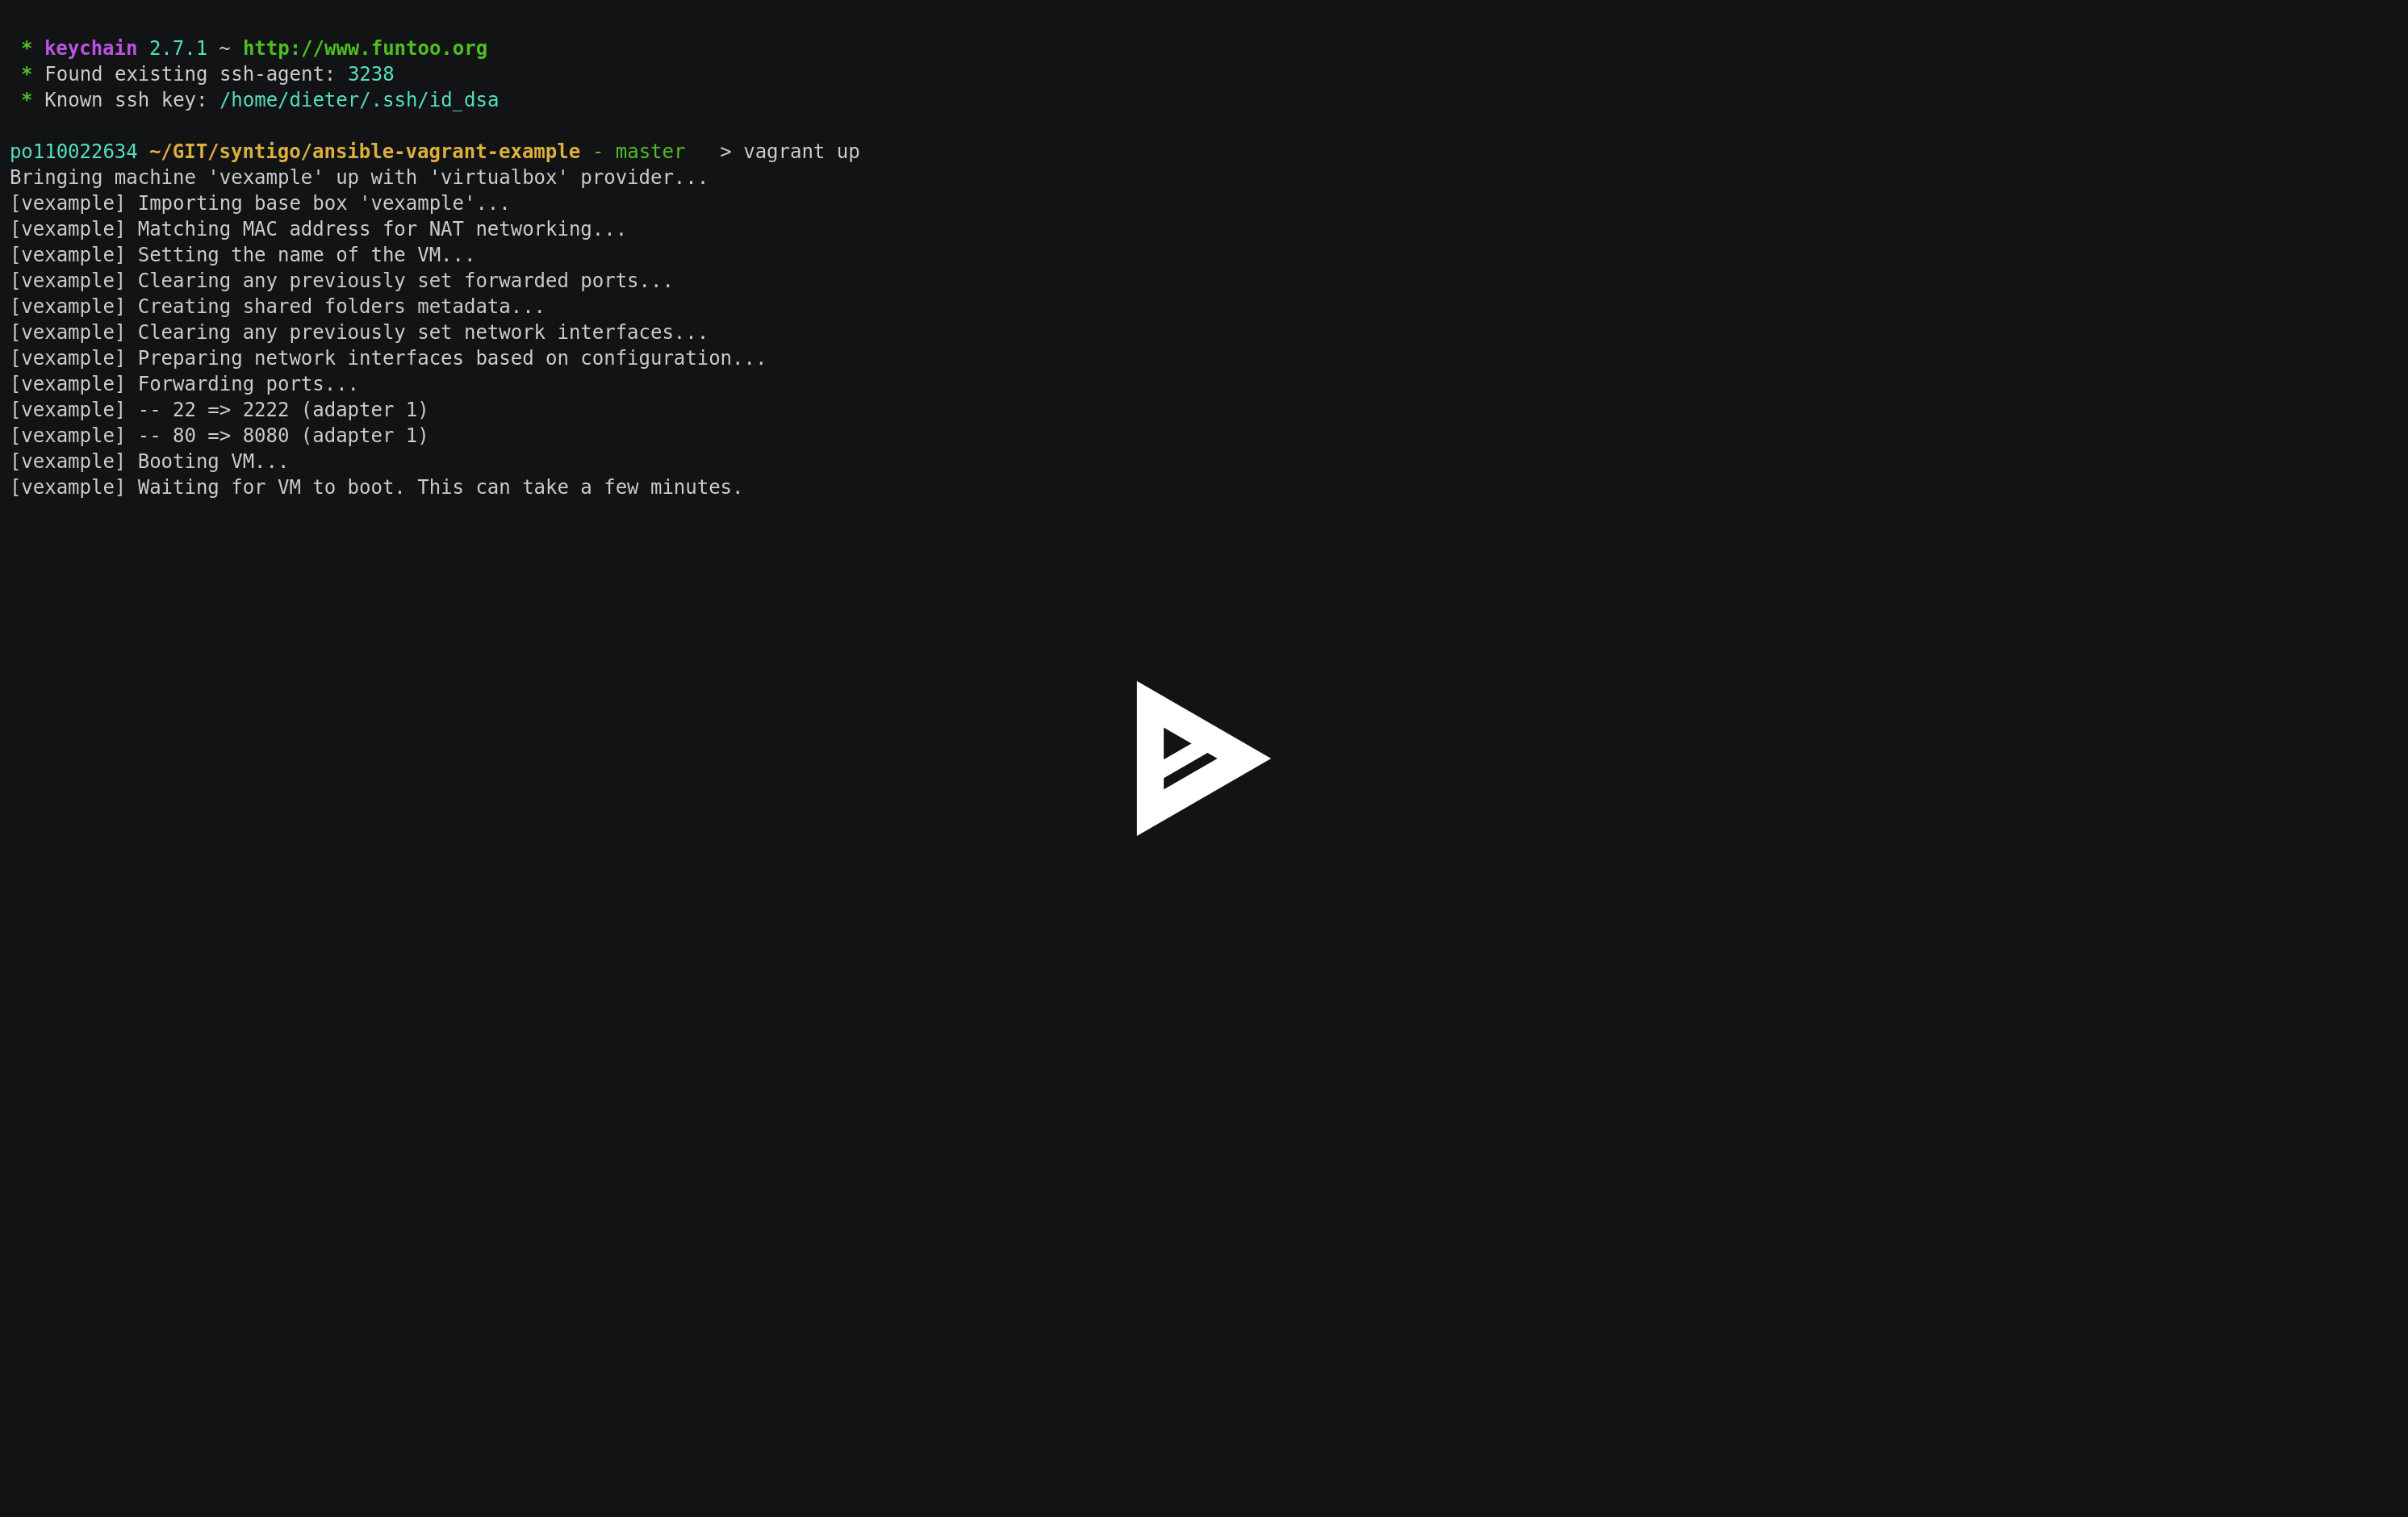 * keychain 2.7.1 ~ http://www.funtoo.org
* Found existing ssh-agent: 3238
* Known ssh key: /home/dieter/.ssh/id_dsa
po110022634 ~/GIT/syntigo/ansible-vagrant-example - master   > vagrant up
Bringing machine 'vexample' up with 'virtualbox' provider...
[vexample] Importing base box 'vexample'...
[vexample] Matching MAC address for NAT networking...
[vexample] Setting the name of the VM...
[vexample] Clearing any previously set forwarded ports...
[vexample] Creating shared folders metadata...
[vexample] Clearing any previously set network interfaces...
[vexample] Preparing network interfaces based on configuration...
[vexample] Forwarding ports...
[vexample] -- 22 => 2222 (adapter 1)
[vexample] -- 80 => 8080 (adapter 1)
[vexample] Booting VM...
[vexample] Waiting for VM to boot. This can take a few minutes.